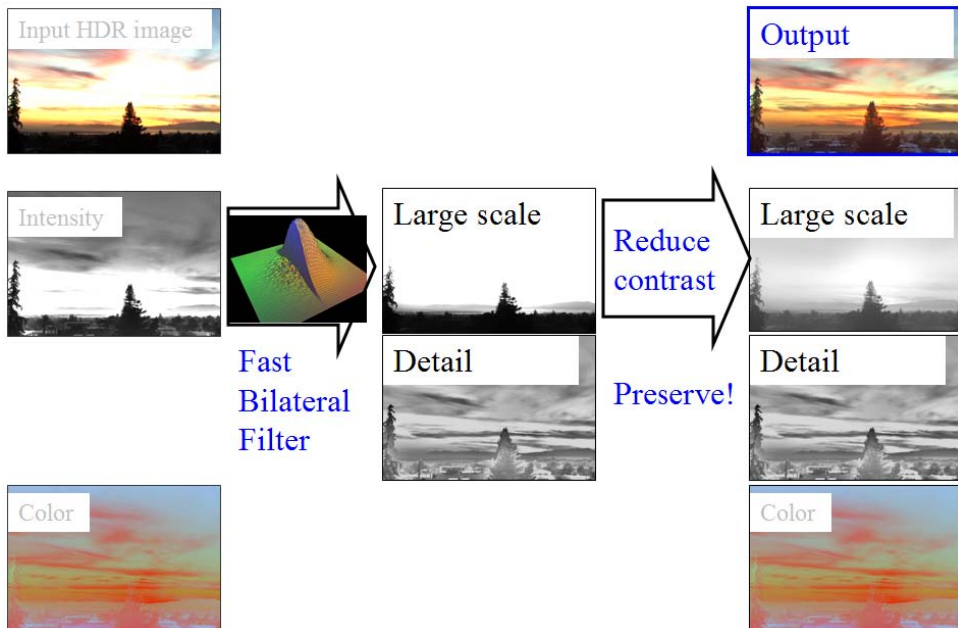 Input HDR image
Output
Intensity
Large scale
Reduce
contrast
Large scale
Fast
Bilateral
Filter
Detail
Preserve!
Detail
Color
Color